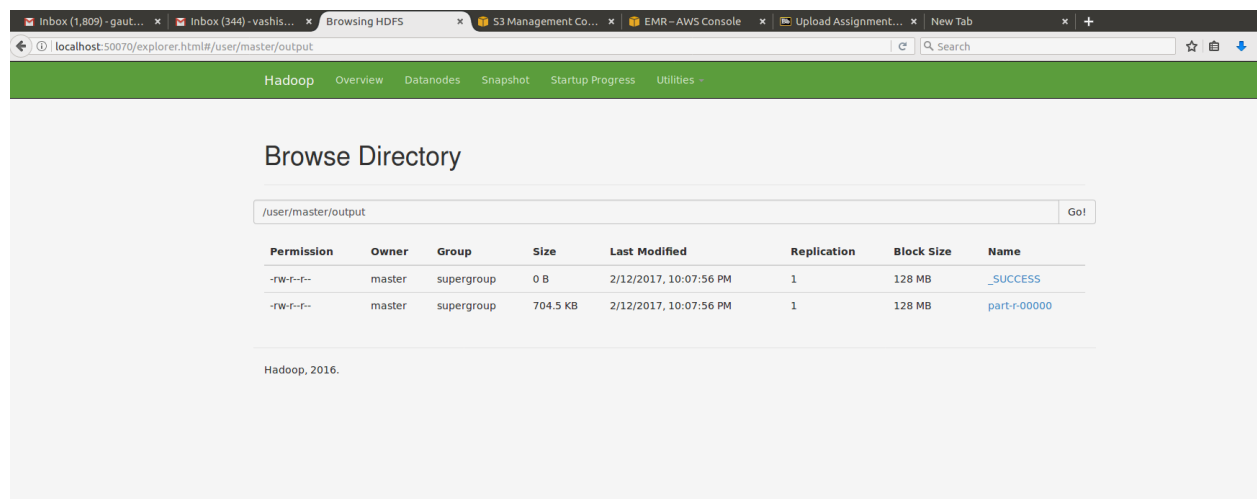 Inbox (1,809) - gaut... × Inbox (344) - vashis... × Browsing HDFS × S3 Management Co... × EMR – AWS Console × Upload Assignment... × New Tab × +
localhost:50070/explorer.html#/user/master/output Search
Hadoop Overview Datanodes Snapshot Startup Progress Utilities
Browse Directory
/user/master/output Go!
Permission Owner Group Size Last Modified Replication Block Size Name
-rw-r--r-- master supergroup 0 B 2/12/2017, 10:07:56 PM 1 128 MB _SUCCESS
-rw-r--r-- master supergroup 704.5 KB 2/12/2017, 10:07:56 PM 1 128 MB part-r-00000
Hadoop, 2016.